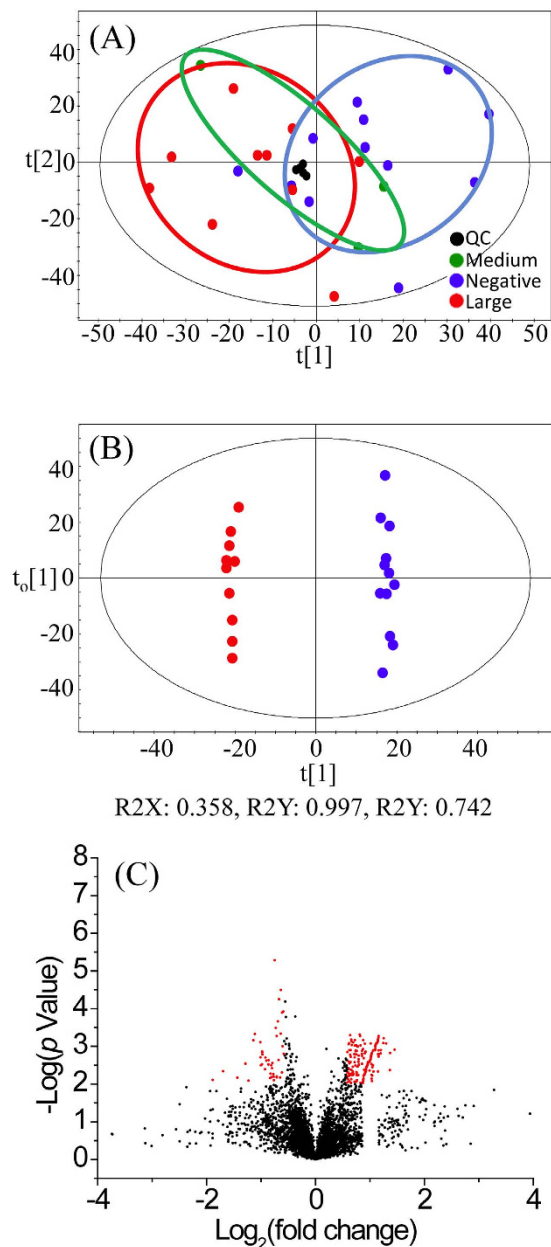 (A)
40
20
t[2] 0
-20
-40
QC
Medium
Negative
Large
-50 -40 -30 -20 -10 0 10 20 30 40 50
t[1]
(B)
40
20
to[1] 0
-20
-40
-40 -20 0 20 40
t[1]
R2X: 0.358, R2Y: 0.997, R2Y: 0.742
(C)
8
7
6
5
4
3
2
1
0
-Log(p Value)
-4 -2 0 2 4
Log2(fold change)